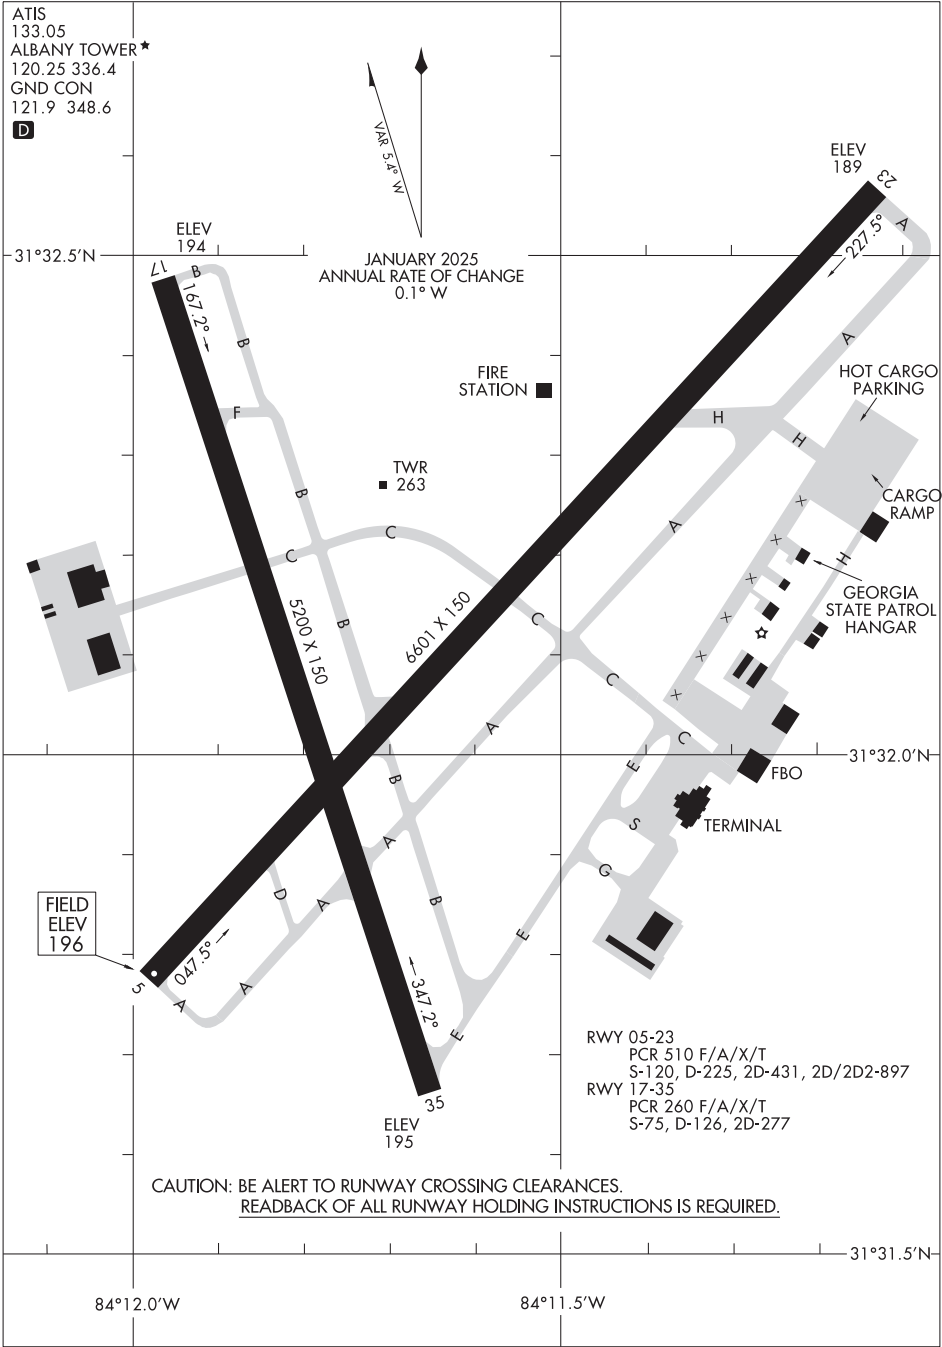 ATIS
133.05
ALBANY TOWER★
120.25 336.4
GND CON
121.9 348.6
D
VAR 5.4° W
JANUARY 2025
ANNUAL RATE OF CHANGE
0.1° W
ELEV
189
23
A
227.5°
31°32.5'N
ELEV
194
17
B
167.2°
B
A
HOT CARGO
PARKING
FIRE
STATION
F
H
H
TWR
263
B
CARGO
RAMP
X
A
C
C
X
H
GEORGIA
STATE PATROL
HANGAR
X
5200 X 150
6601 X 150
B
C
X
X
C
X
A
C
31°32.0'N
E
B
FBO
S
TERMINAL
A
G
D
A
B
FIELD
ELEV
196
E
047.5°
5
A
A
347.2°
E
35
ELEV
195
RWY 05-23
PCR 510 F/A/X/T
S-120, D-225, 2D-431, 2D/2D2-897
RWY 17-35
PCR 260 F/A/X/T
S-75, D-126, 2D-277
CAUTION: BE ALERT TO RUNWAY CROSSING CLEARANCES.
READBACK OF ALL RUNWAY HOLDING INSTRUCTIONS IS REQUIRED.
31°31.5'N
84°12.0'W
84°11.5'W